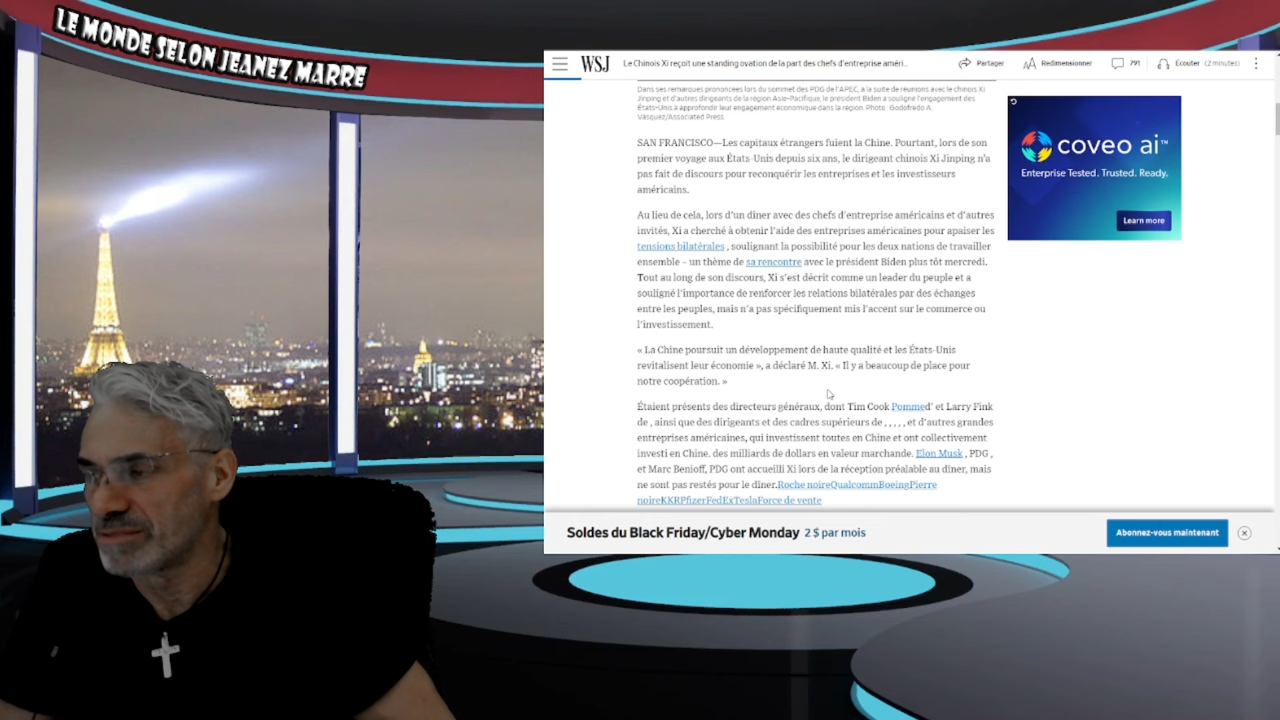 LE MONDE SELON JEANEZ MARRE
WSJ
Le Chinois Xi reçoit une standing ovation de la part des chefs d'entreprise améri...
Partager
Redimensionner
791
Écouter (2 minutes)
Dans ses remarques prononcées lors du sommet des PDG de l'APEC, à la suite de réunions avec le chinois Xi
Jinping et d'autres dirigeants de la région Asie-Pacifique, le président Biden a souligné l'engagement des
États-Unis à approfondir leur engagement économique dans la région. Photo : Godofredo A.
Vásquez/Associated Press
SAN FRANCISCO—Les capitaux étrangers fuient la Chine. Pourtant, lors de son
premier voyage aux États-Unis depuis six ans, le dirigeant chinois Xi Jinping n'a
pas fait de discours pour reconquérir les entreprises et les investisseurs
américains.
Au lieu de cela, lors d'un dîner avec des chefs d'entreprise américains et d'autres
invités, Xi a cherché à obtenir l'aide des entreprises américaines pour apaiser les
tensions bilatérales , soulignant la possibilité pour les deux nations de travailler
ensemble – un thème de sa rencontre avec le président Biden plus tôt mercredi.
Tout au long de son discours, Xi s'est décrit comme un leader du peuple et a
souligné l'importance de renforcer les relations bilatérales par des échanges
entre les peuples, mais n'a pas spécifiquement mis l'accent sur le commerce ou
l'investissement.
« La Chine poursuit un développement de haute qualité et les États-Unis
revitalisent leur économie », a déclaré M. Xi. « Il y a beaucoup de place pour
notre coopération. »
Étaient présents des directeurs généraux, dont Tim Cook Pommed' et Larry Fink
de , ainsi que des dirigeants et des cadres supérieurs de , , , , , et d'autres grandes
entreprises américaines, qui investissent toutes en Chine et ont collectivement
investi en Chine. des milliards de dollars en valeur marchande. Elon Musk , PDG ,
et Marc Benioff, PDG ont accueilli Xi lors de la réception préalable au dîner, mais
ne sont pas restés pour le dîner.Roche noireQualcommBoeingPierre
noireKKRPfizerFedExTeslaForce de vente
coveo ai™
Enterprise Tested. Trusted. Ready.
Learn more
Soldes du Black Friday/Cyber Monday 2 $ par mois
Abonnez-vous maintenant